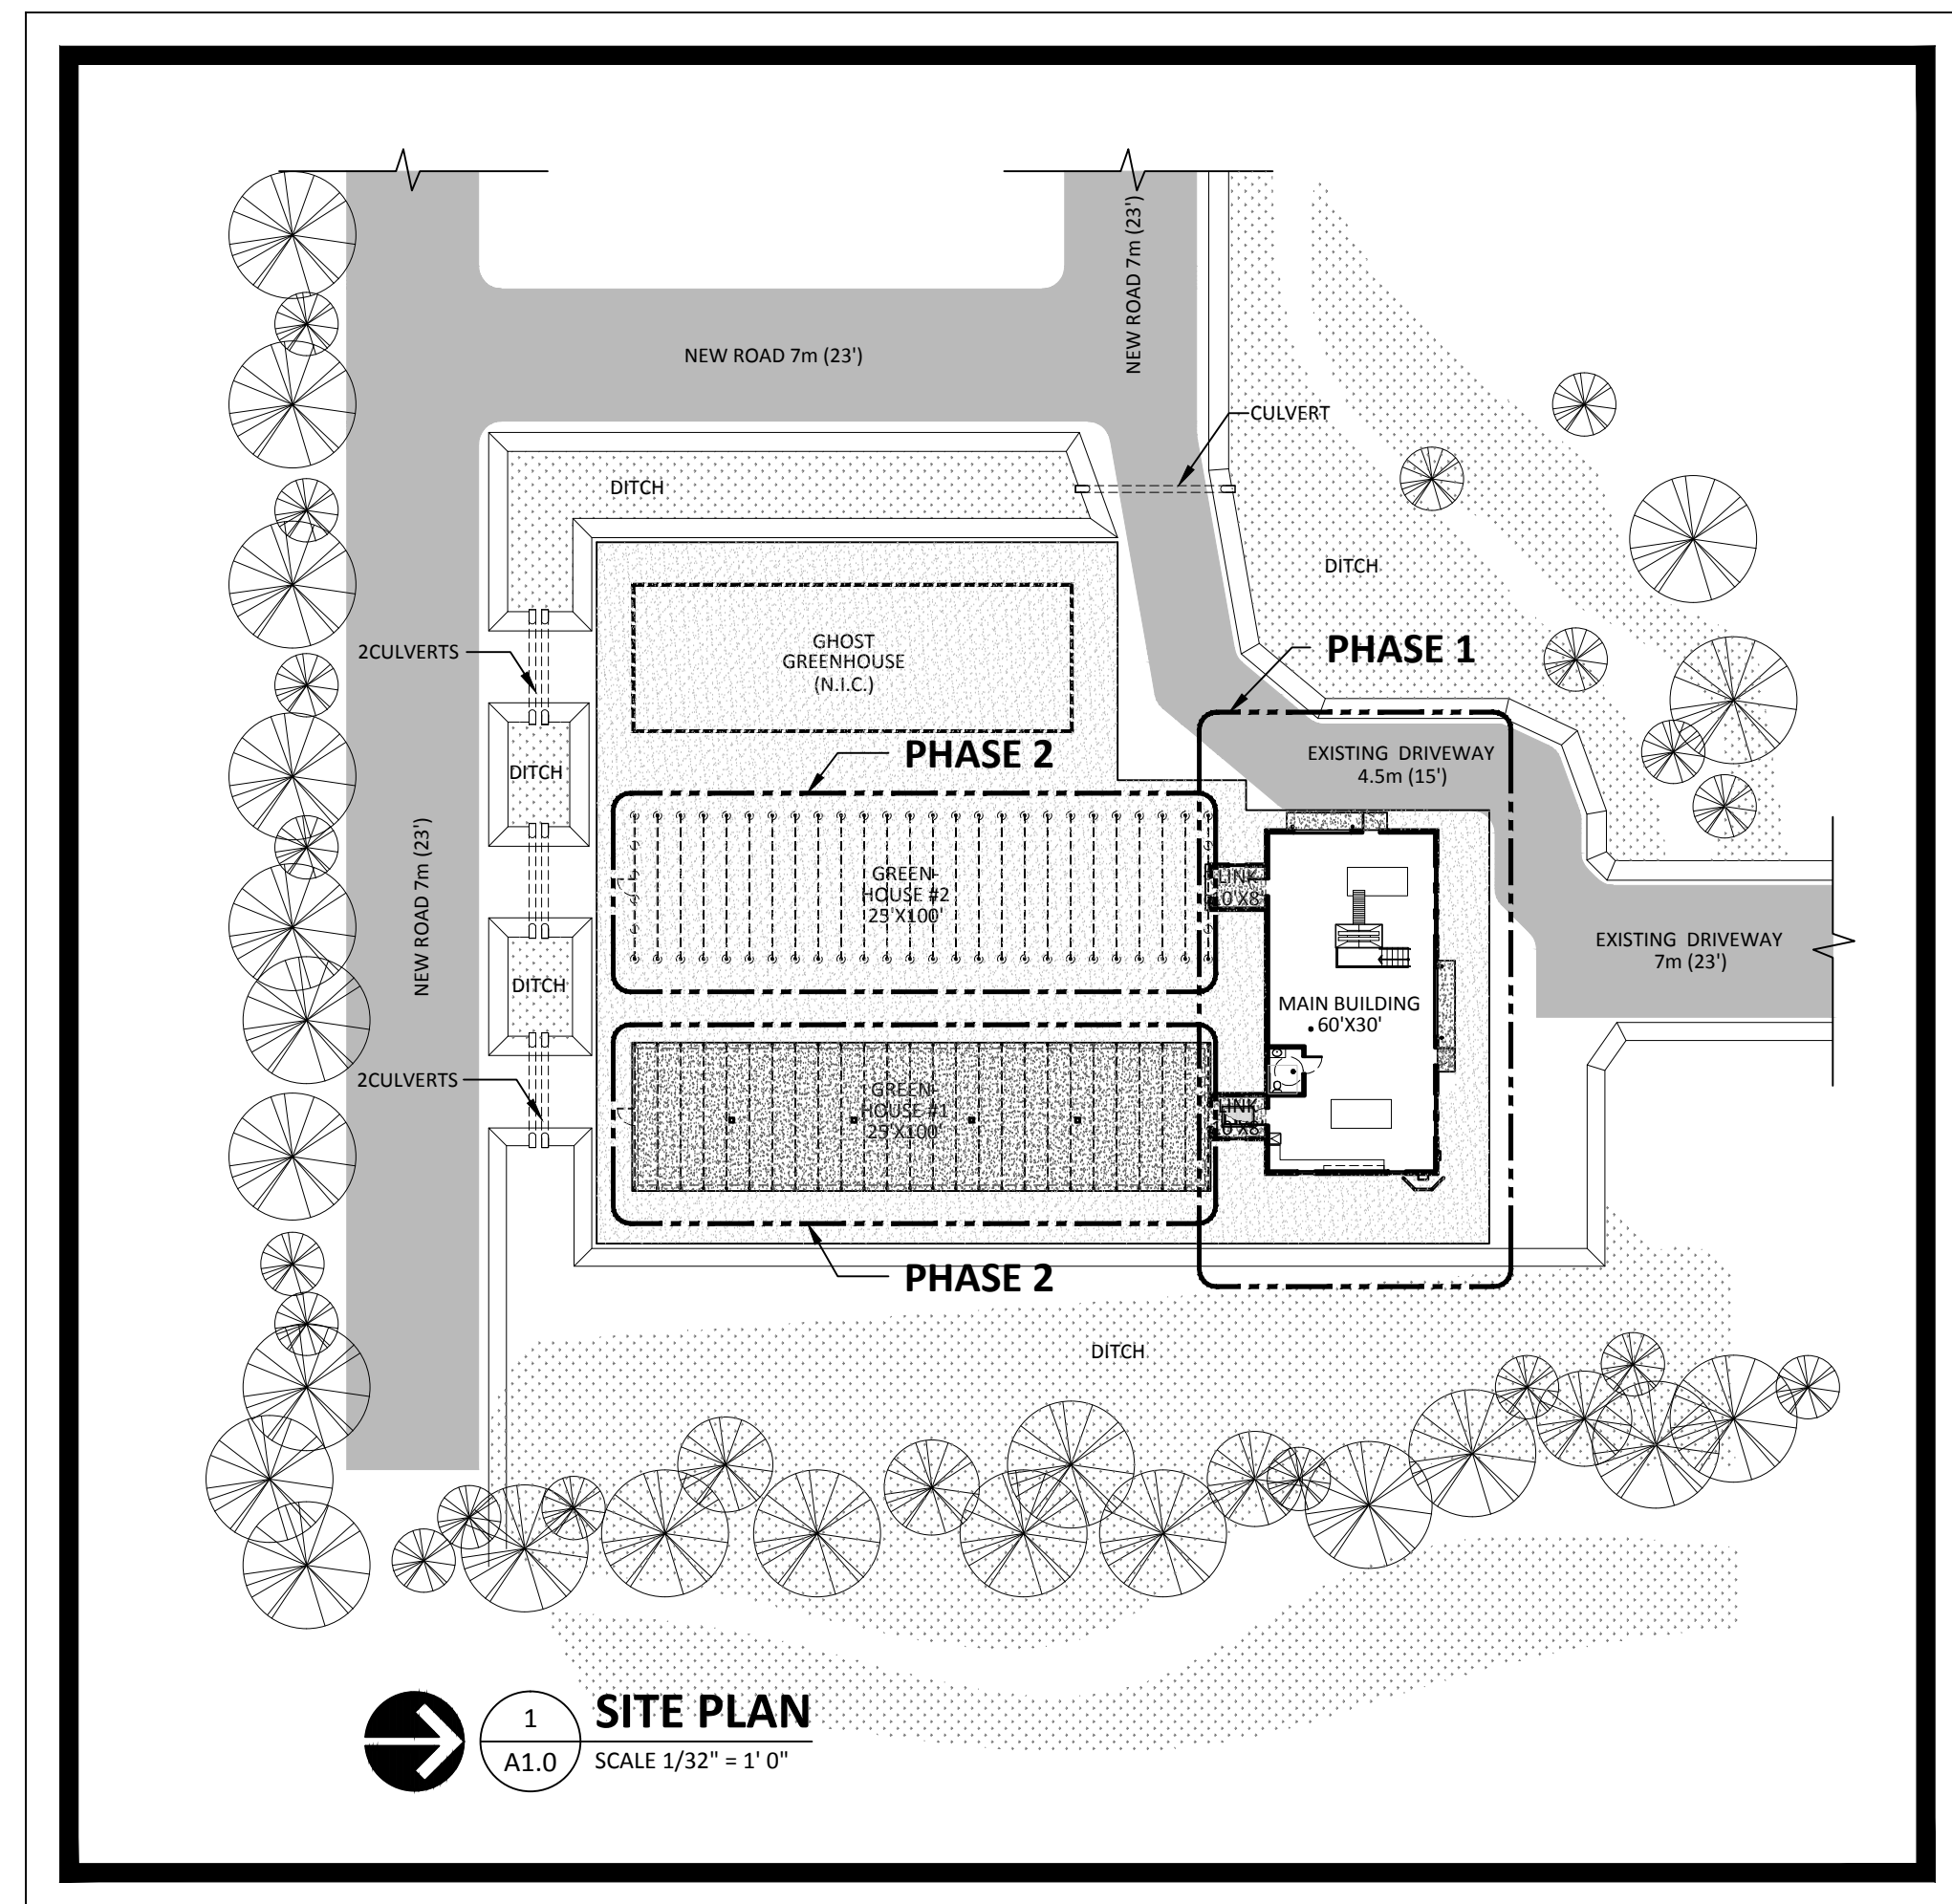 NEW ROAD 7m (23')
NEW ROAD 7m (23')
CULVERT
DITCH
DITCH
GHOST
GREENHOUSE
(N.I.C.)
2CULVERTS
PHASE 1
PHASE 2
EXISTING DRIVEWAY
4.5m (15')
DITCH
NEW ROAD 7m (23')
GREEN-
HOUSE #2
25'X100'
LINK
10'X8'
EXISTING DRIVEWAY
7m (23')
DITCH
MAIN BUILDING
60'X30'
2CULVERTS
GREEN-
HOUSE #1
25'X100'
LINK
10'X8'
PHASE 2
DITCH
1
A1.0
SITE PLAN
SCALE 1/32" = 1' 0"